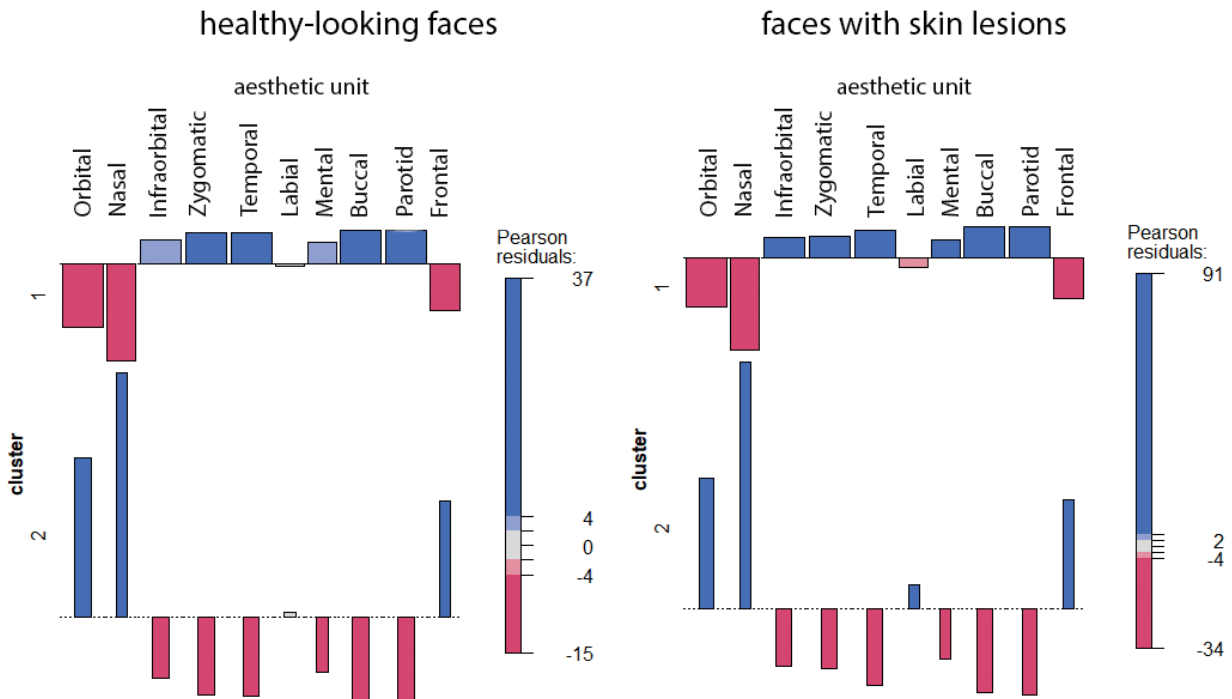 healthy-looking faces
aesthetic unit
Orbital
Nasal
Infraorbital
Zygomatic
Temporal
Labial
Mental
Buccal
Parotid
Frontal
Pearson
residuals:
37
4
0
-4
-15
1
2
cluster
faces with skin lesions
aesthetic unit
Orbital
Nasal
Infraorbital
Zygomatic
Temporal
Labial
Mental
Buccal
Parotid
Frontal
Pearson
residuals:
91
2
-4
-34
1
2
cluster